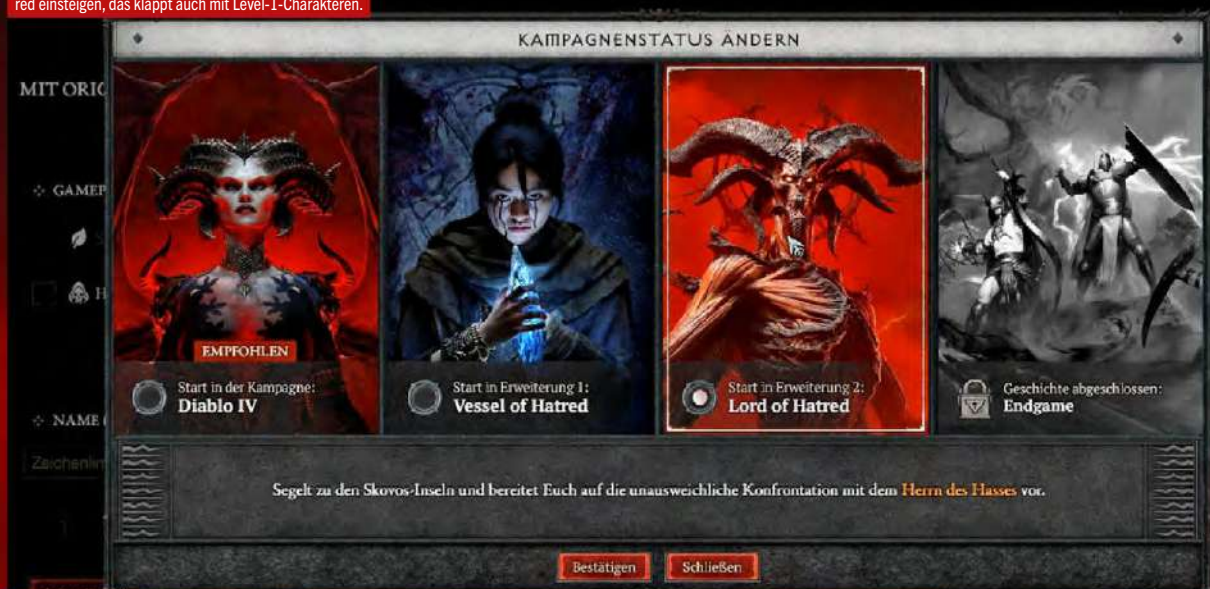 red einsteigen, das klappt auch mit Level-1-Charakteren.
KAMPAGNENSTATUS ÄNDERN
MIT
GAMEP
H
NAME
EMPFOHLEN
Start in der Kampagne:
Diablo IV
Start in Erweiterung 1:
Vessel of Hatred
Start in Erweiterung 2:
Lord of Hatred
Geschichte abgeschlossen:
Endgame
Segelt zu den Skovos-Inseln und bereitet Euch auf die unausweichliche Konfrontation mit dem Herrn des Hasses vor.
Bestätigen
Schließen